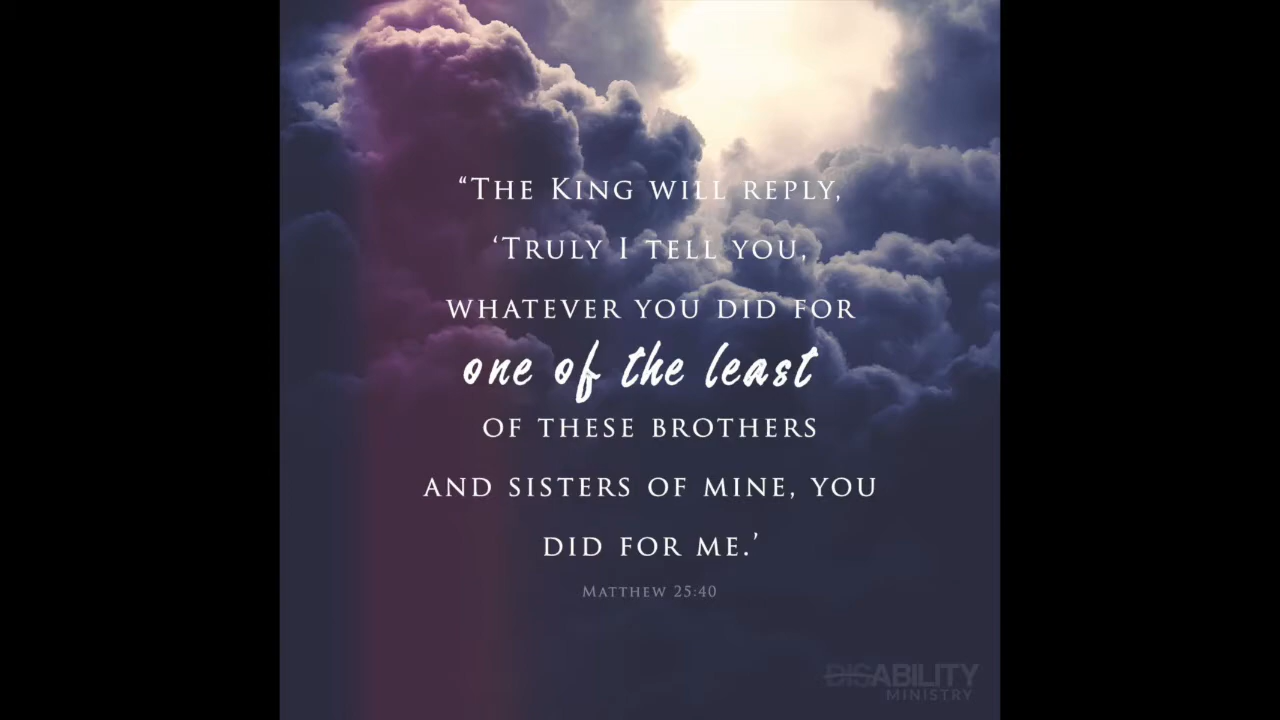 “The King will reply,
‘Truly I tell you,
whatever you did for
one of the least
of these brothers
and sisters of mine, you
did for me.’
Matthew 25:40
DISABILITY
MINISTRY